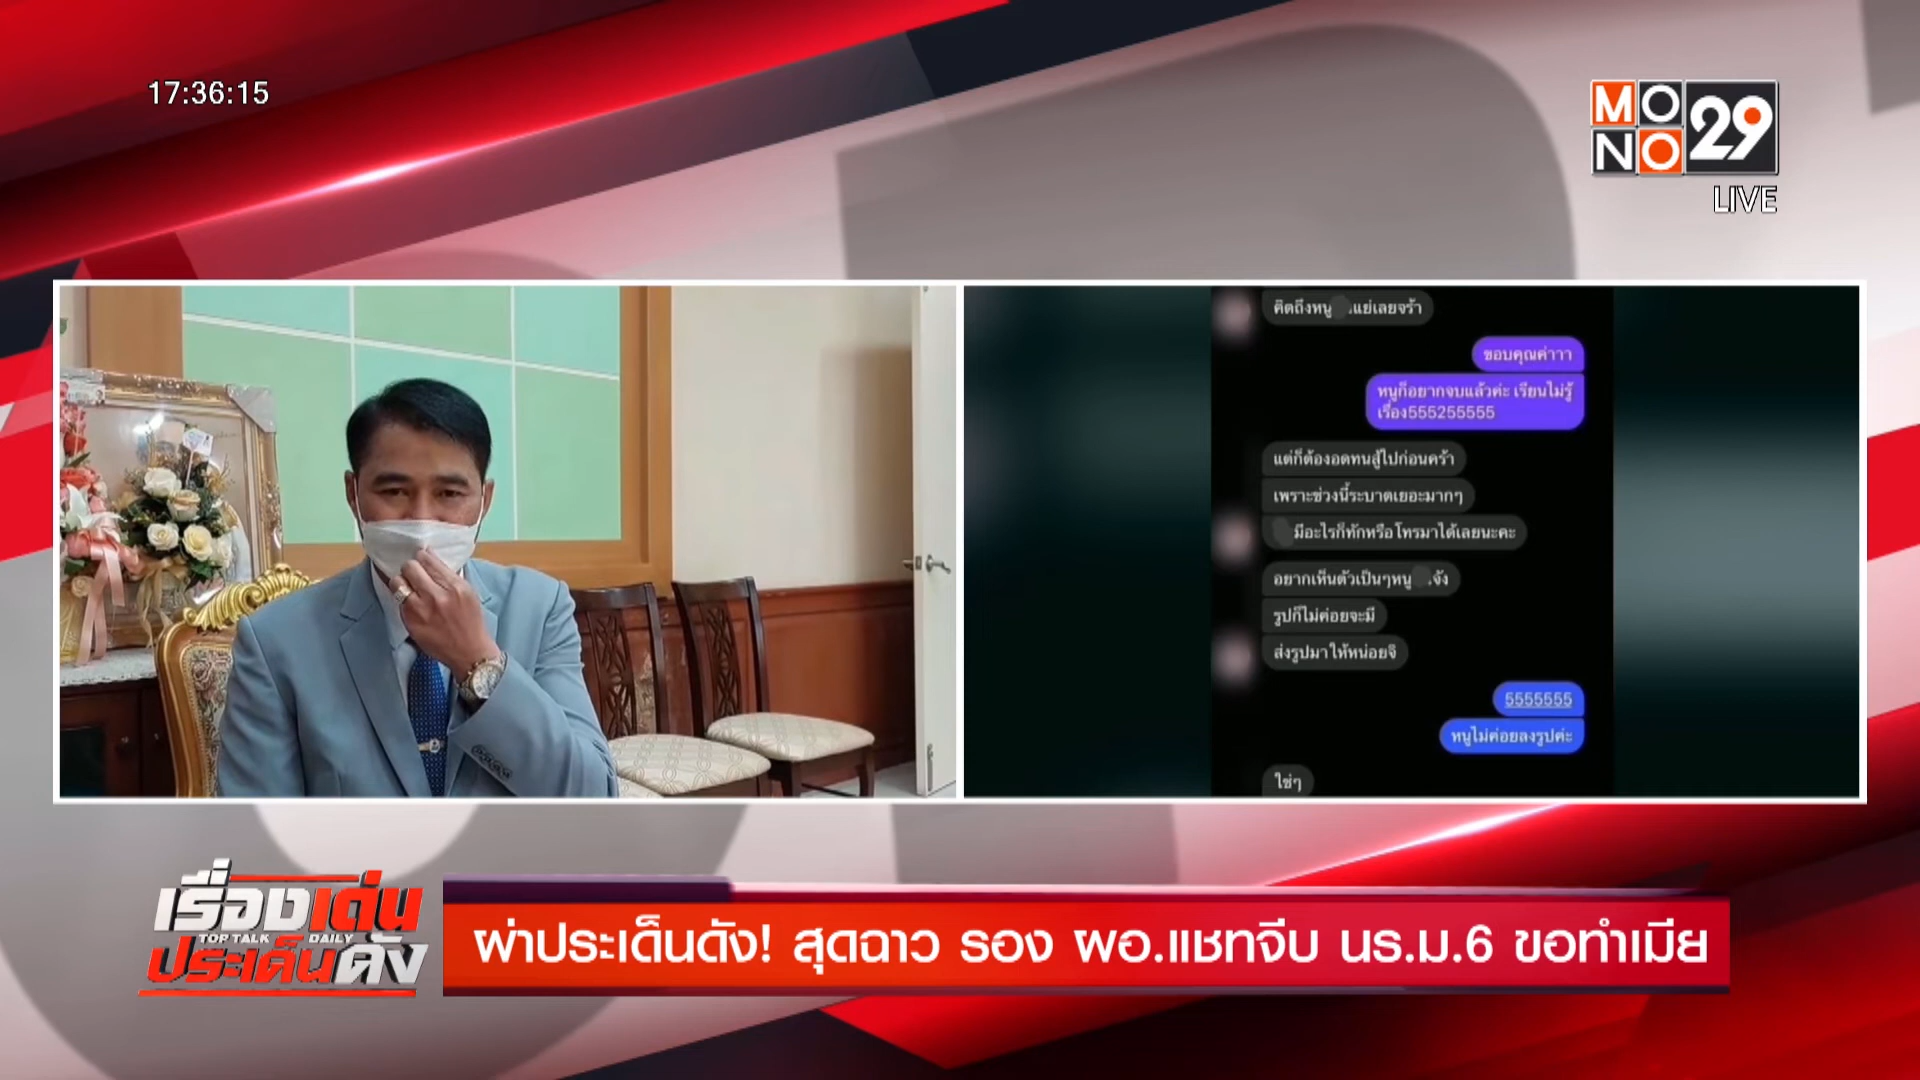 17:36:15
MONO 29
LIVE
คิดถึงหนู แย่เลยจร้า
ขอบคุณค่าาา
หนูก็อยากจบแล้วค่ะ เรียนไม่รู้
เรื่อง555255555
แต่ก็ต้องอดทนสู้ไปก่อนคร้า
เพราะช่วงนี้ระบาดเยอะมากๆ
มีอะไรก็ทักหรือโทรมาได้เลยนะคะ
อยากเห็นตัวเป็นๆหนู จัง
รูปก็ไม่ค่อยจะมี
ส่งรูปมาให้หน่อยจิ
5555555
หนูไม่ค่อยลงรูปค่ะ
ใช่ๆ
เรื่องเด่น
TOP TALK DAILY
ประเด็นดัง
ผ่าประเด็นดัง! สุดฉาว รอง ผอ.แชทจีบ นร.ม.6 ขอทำเมีย